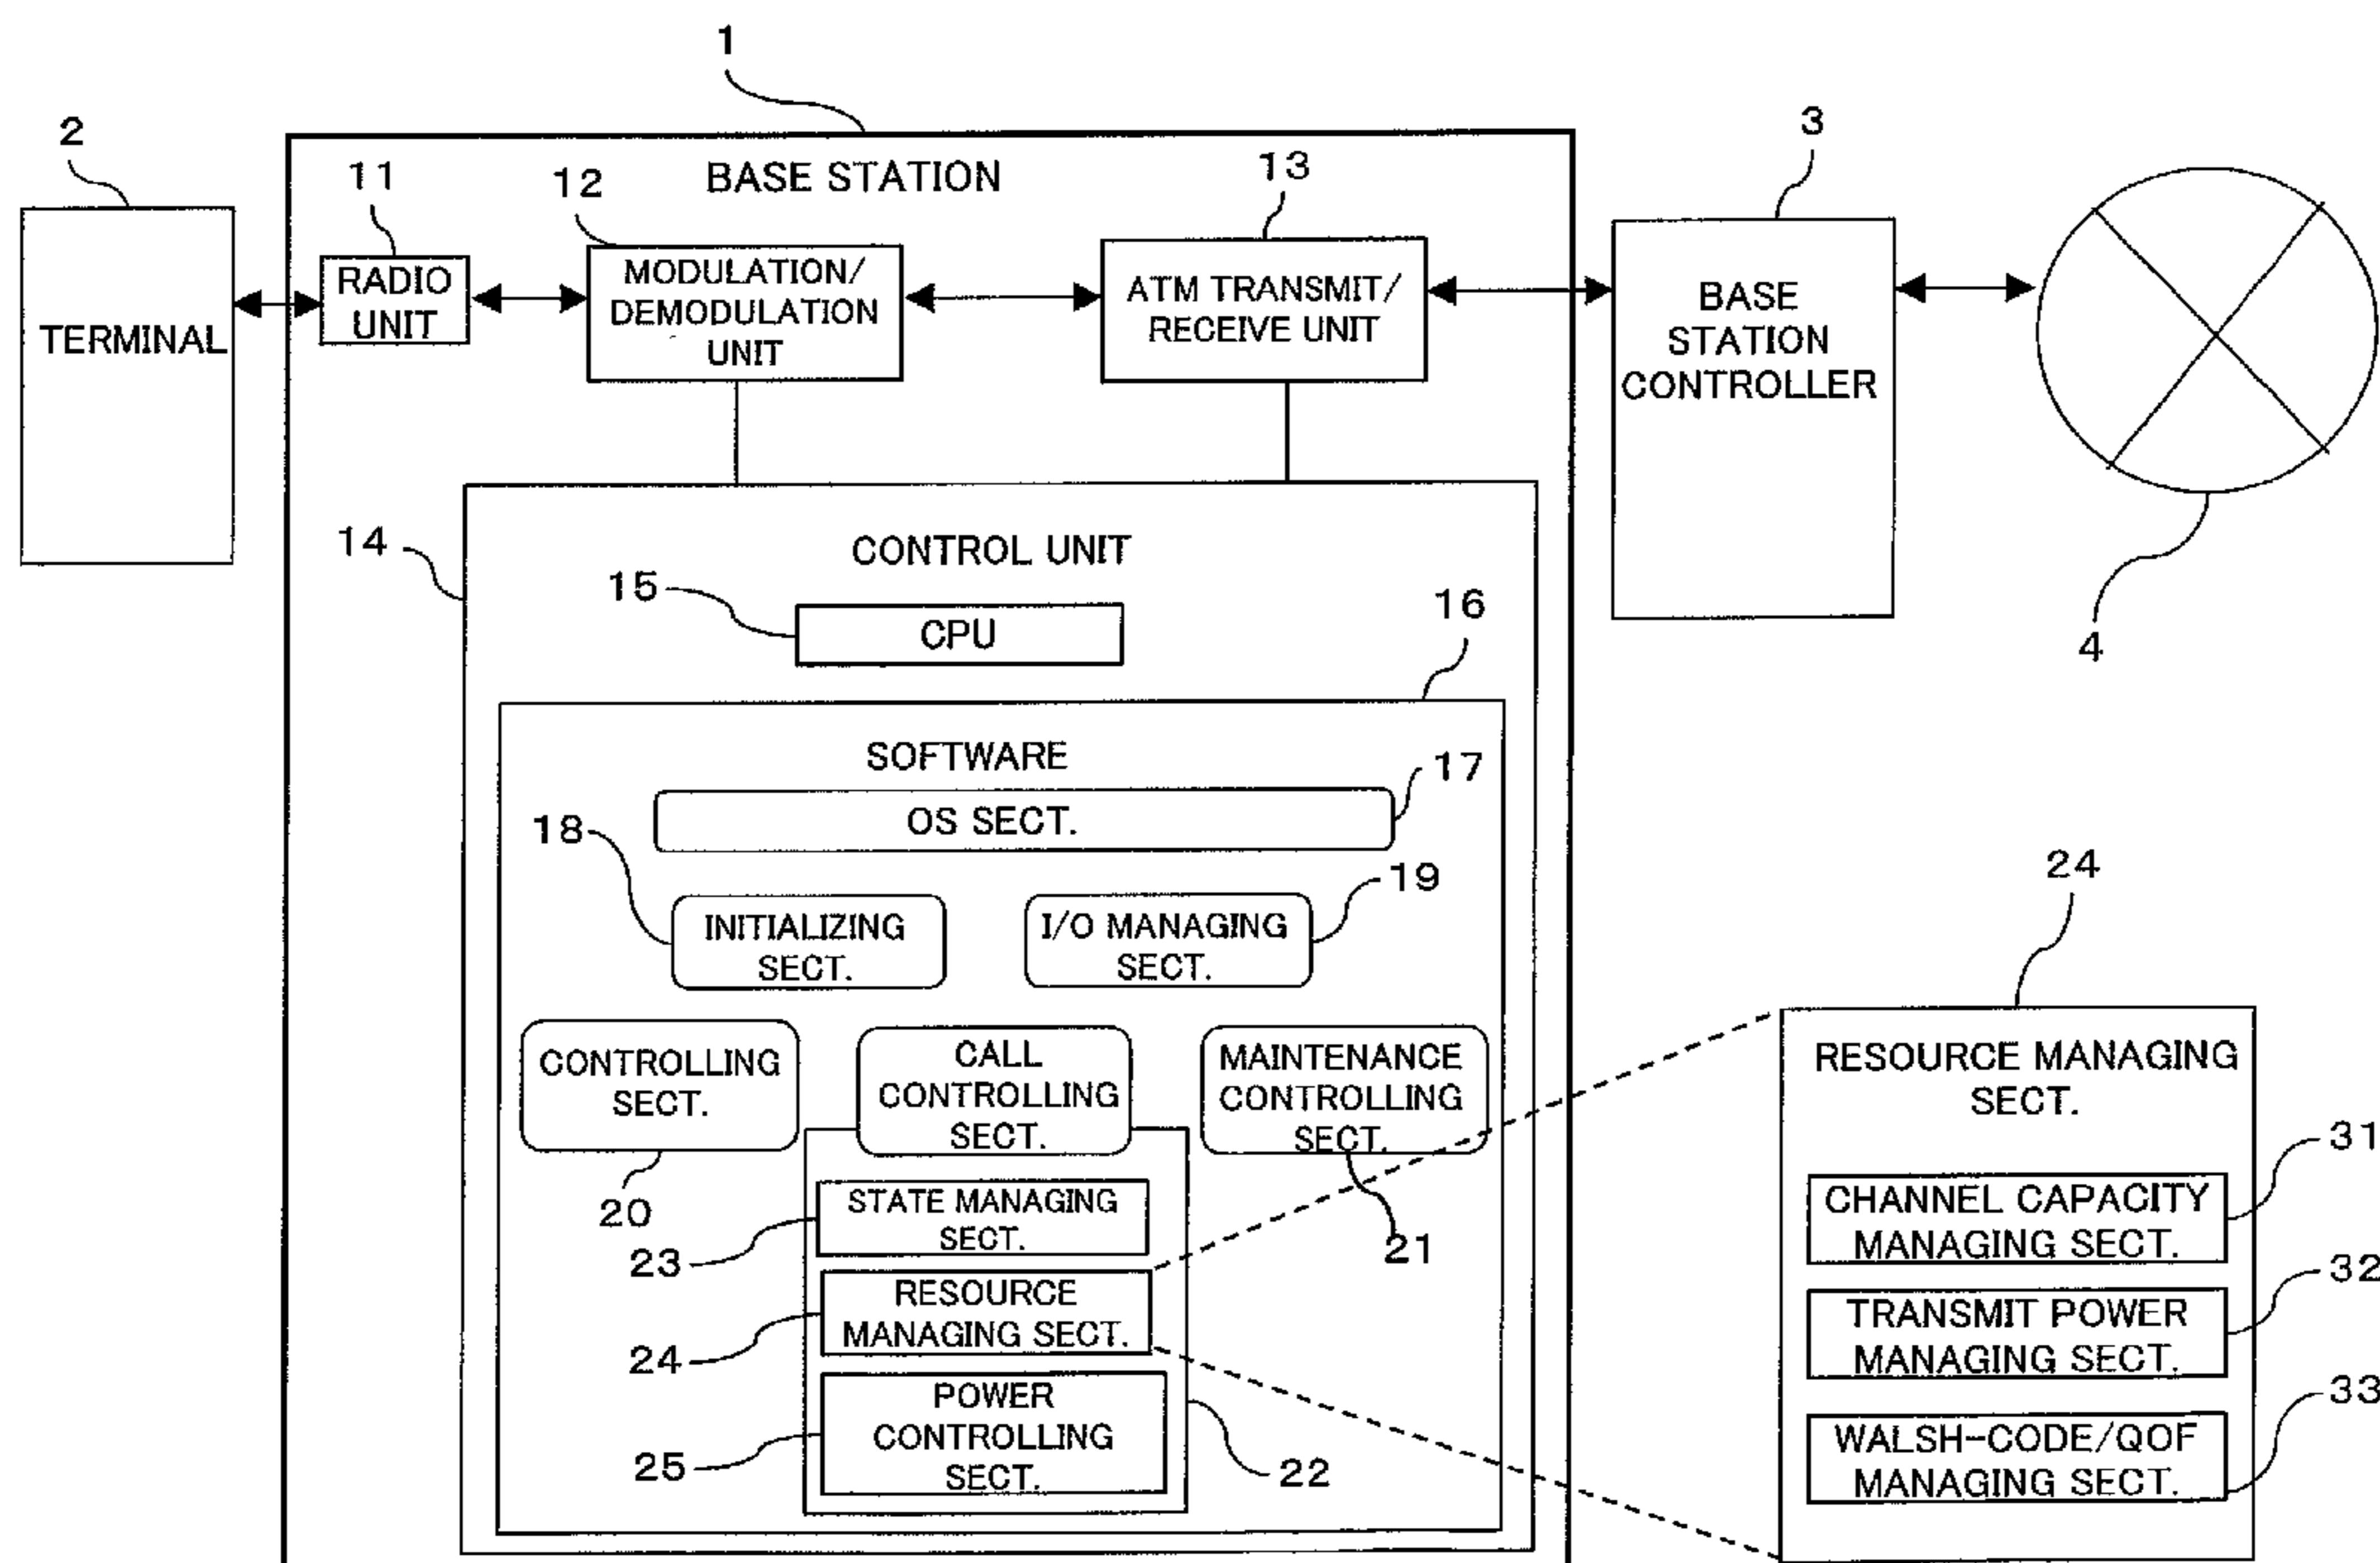 1
2
3
11
12
13
BASE STATION
TERMINAL
RADIO
UNIT
MODULATION/
DEMODULATION
UNIT
ATM TRANSMIT/
RECEIVE UNIT
BASE
STATION
CONTROLLER
4
14
CONTROL UNIT
15
CPU
16
SOFTWARE
17
OS SECT.
18
19
INITIALIZING
SECT.
I/O MANAGING
SECT.
CONTROLLING
SECT.
20
CALL
CONTROLLING
SECT.
MAINTENANCE
CONTROLLING
SECT.
21
STATE MANAGING
SECT.
23
RESOURCE
MANAGING SECT.
24
POWER
CONTROLLING
SECT.
25
22
24
RESOURCE MANAGING
SECT.
31
CHANNEL CAPACITY
MANAGING SECT.
32
TRANSMIT POWER
MANAGING SECT.
33
WALSH-CODE/QOF
MANAGING SECT.